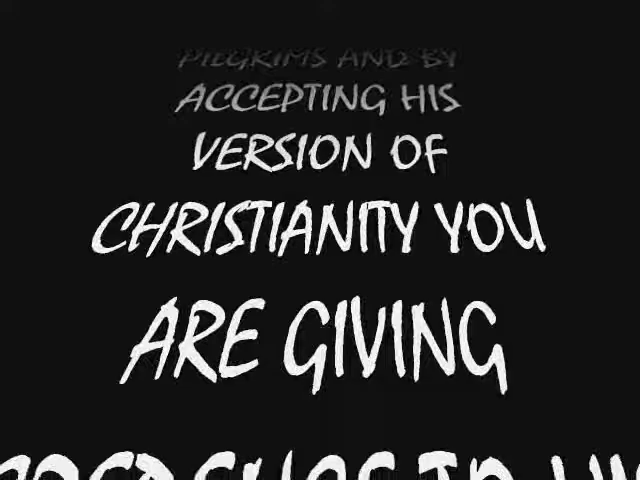 PILGRIMS AND BY
ACCEPTING HIS
VERSION OF
CHRISTIANITY YOU
ARE GIVING